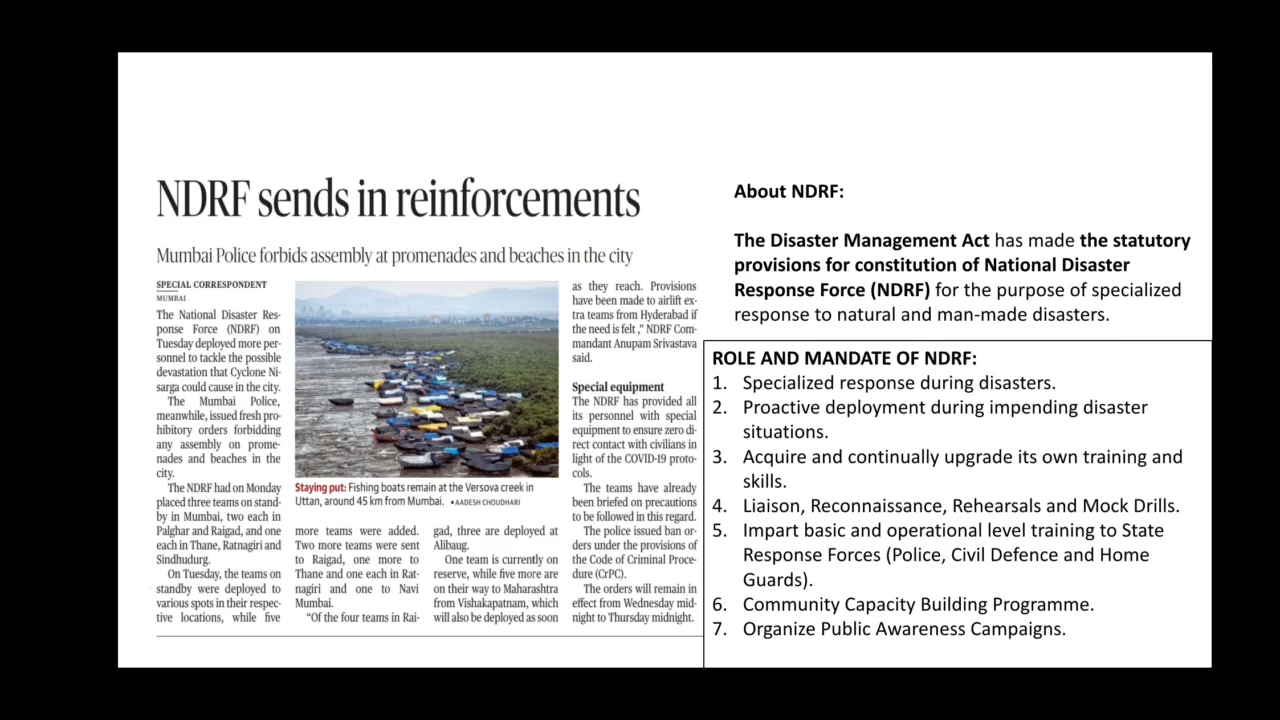 NDRF sends in reinforcements
Mumbai Police forbids assembly at promenades and beaches in the city
SPECIAL CORRESPONDENT
MUMBAI
The National Disaster Res-
ponse Force (NDRF) on
Tuesday deployed more per-
sonnel to tackle the possible
devastation that Cyclone Ni-
sarga could cause in the city.
The Mumbai Police,
meanwhile, issued fresh pro-
hibitory orders forbidding
any assembly on prome-
nades and beaches in the
city.
The NDRF had on Monday
placed three teams on stand-
by in Mumbai, two each in
Palghar and Raigad, and one
each in Thane, Ratnagiri and
Sindhudurg.
On Tuesday, the teams on
standby were deployed to
various spots in their respec-
tive locations, while five
Staying put: Fishing boats remain at the Versova creek in
Uttan, around 45 km from Mumbai. •AADESH CHOUDHARI
more teams were added.
Two more teams were sent
to Raigad, one more to
Thane and one each in Rat-
nagiri and one to Navi
Mumbai.
"Of the four teams in Rai-
gad, three are deployed at
Alibaug.
One team is currently on
reserve, while five more are
on their way to Maharashtra
from Vishakapatnam, which
will also be deployed as soon
as they reach. Provisions
have been made to airlift ex-
tra teams from Hyderabad if
the need is felt ," NDRF Com-
mandant Anupam Srivastava
said.
Special equipment
The NDRF has provided all
its personnel with special
equipment to ensure zero di-
rect contact with civilians in
light of the COVID-19 proto-
cols.
The teams have already
been briefed on precautions
to be followed in this regard.
The police issued ban or-
ders under the provisions of
the Code of Criminal Proce-
dure (CrPC).
The orders will remain in
effect from Wednesday mid-
night to Thursday midnight.
About NDRF:
The Disaster Management Act has made the statutory
provisions for constitution of National Disaster
Response Force (NDRF) for the purpose of specialized
response to natural and man-made disasters.
ROLE AND MANDATE OF NDRF:
1. Specialized response during disasters.
2. Proactive deployment during impending disaster
situations.
3. Acquire and continually upgrade its own training and
skills.
4. Liaison, Reconnaissance, Rehearsals and Mock Drills.
5. Impart basic and operational level training to State
Response Forces (Police, Civil Defence and Home
Guards).
6. Community Capacity Building Programme.
7. Organize Public Awareness Campaigns.